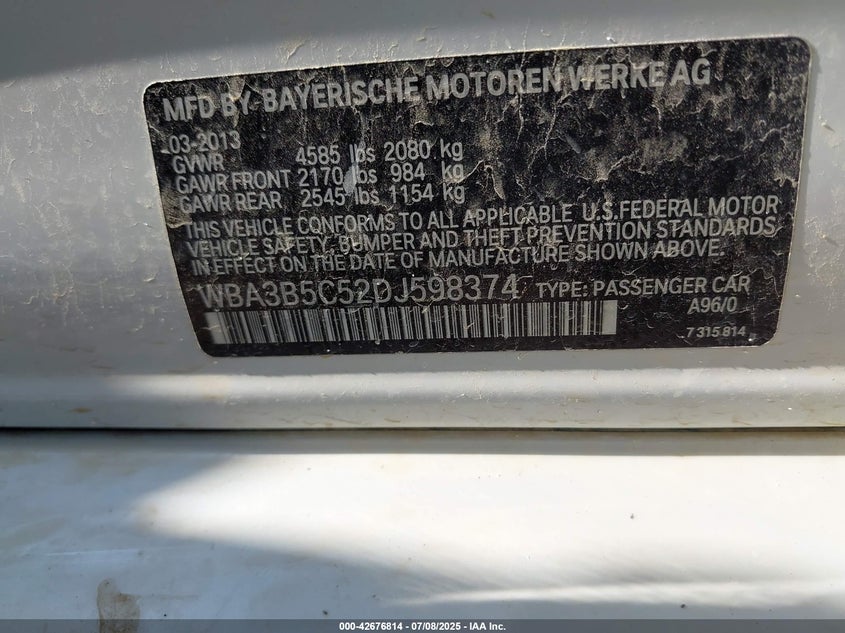 MFD BY BAYERISCHE MOTOREN WERKE AG
03-2013
GVWR 4585 lbs 2080 kg
GAWR FRONT 2170 lbs 984 kg
GAWR REAR 2545 lbs 1154 kg
THIS VEHICLE CONFORMS TO ALL APPLICABLE U.S.FEDERAL MOTOR
VEHICLE SAFETY, BUMPER AND THEFT PREVENTION STANDARDS
IN EFFECT ON THE DATE OF MANUFACTURE SHOWN ABOVE.
WBA3B5C52DJ598374 TYPE: PASSENGER CAR
A96/0
7 315 814
000-42676814 - 07/08/2025 - IAA Inc.